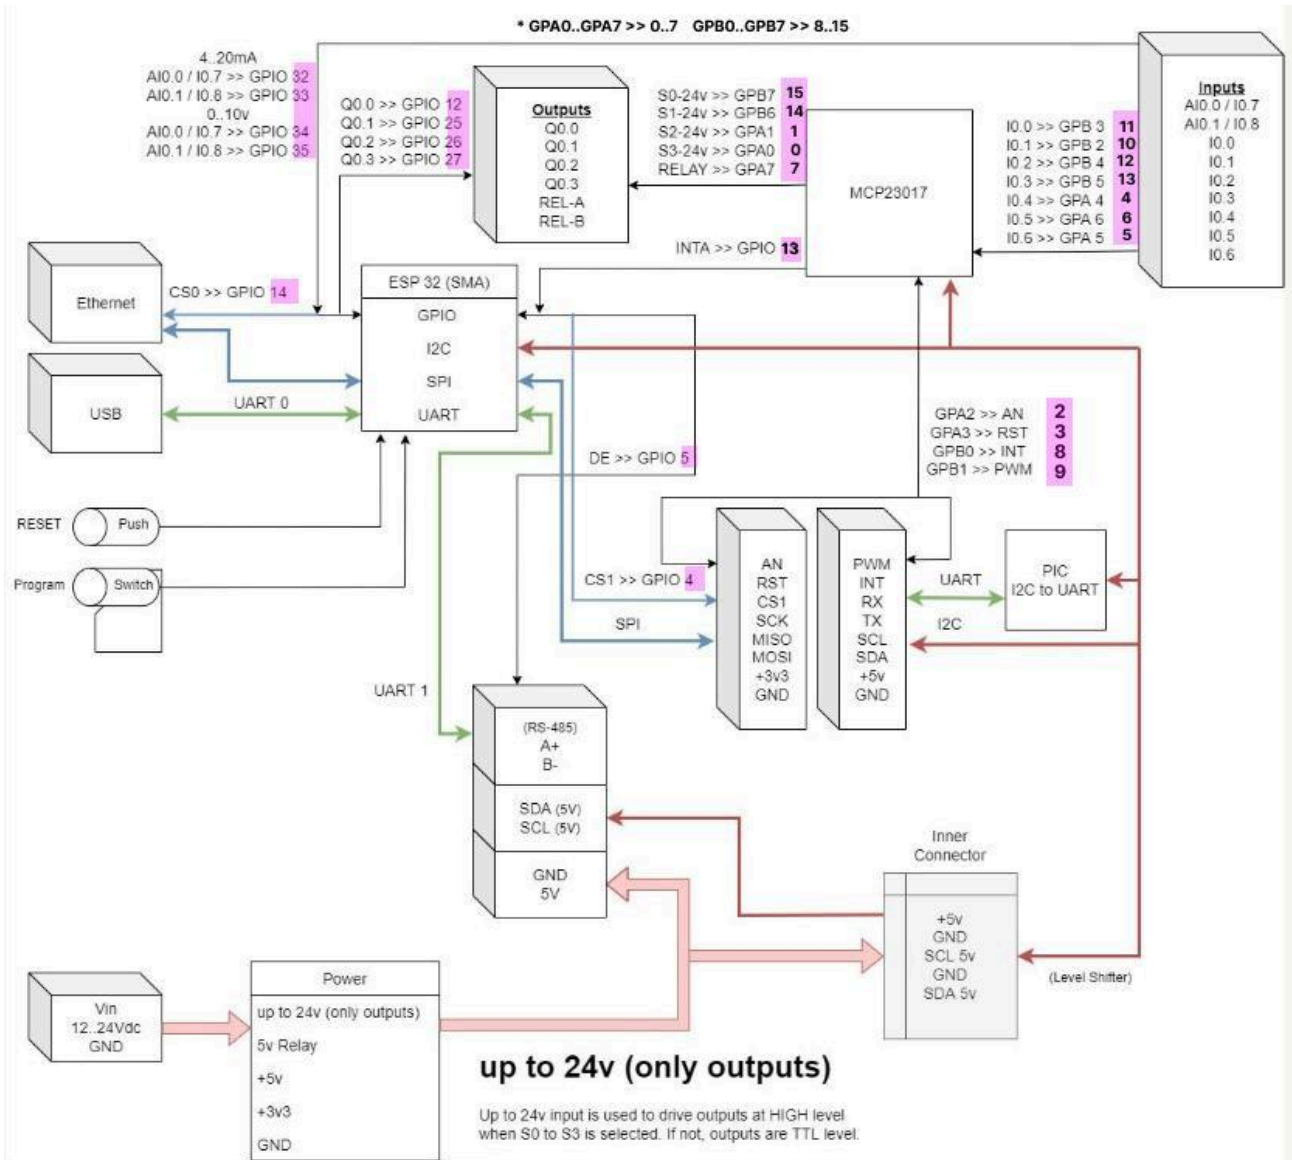 * GPA0..GPA7 >> 0..7 GPB0..GPB7 >> 8..15
4..20mA
AI0.0 / I0.7 >> GPIO 32
AI0.1 / I0.8 >> GPIO 33
0..10v
AI0.0 / I0.7 >> GPIO 34
AI0.1 / I0.8 >> GPIO 35
Q0.0 >> GPIO 12
Q0.1 >> GPIO 25
Q0.2 >> GPIO 26
Q0.3 >> GPIO 27
Outputs
Q0.0
Q0.1
Q0.2
Q0.3
REL-A
REL-B
S0-24v >> GPB7 15
S1-24v >> GPB6 14
S2-24v >> GPA1 1
S3-24v >> GPA0 0
RELAY >> GPA7 7
INTA >> GPIO 13
MCP23017
I0.0 >> GPB 3 11
I0.1 >> GPB 2 10
I0.2 >> GPB 4 12
I0.3 >> GPB 5 13
I0.4 >> GPA 4 4
I0.5 >> GPA 6 6
I0.6 >> GPA 5 5
Inputs
AI0.0 / I0.7
AI0.1 / I0.8
I0.0
I0.1
I0.2
I0.3
I0.4
I0.5
I0.6
Ethernet
CS0 >> GPIO 14
USB
UART 0
ESP 32 (SMA)
GPIO
I2C
SPI
UART
DE >> GPIO 5
GPA2 >> AN 2
GPA3 >> RST 3
GPB0 >> INT 8
GPB1 >> PWM 9
RESET
Push
Program
Switch
CS1 >> GPIO 4
SPI
AN
RST
CS1
SCK
MISO
MOSI
+3v3
GND
PWM
INT
RX
TX
SCL
SDA
+5v
GND
UART
I2C
PIC
I2C to UART
UART 1
(RS-485)
A+
B-
SDA (5V)
SCL (5V)
GND
5V
Inner
Connector
+5v
GND
SCL 5v
GND
SDA 5v
(Level Shifter)
Vin
12..24Vdc
GND
Power
up to 24v (only outputs)
5v Relay
+5v
+3v3
GND
up to 24v (only outputs)
Up to 24v input is used to drive outputs at HIGH level
when S0 to S3 is selected. If not, outputs are TTL level.